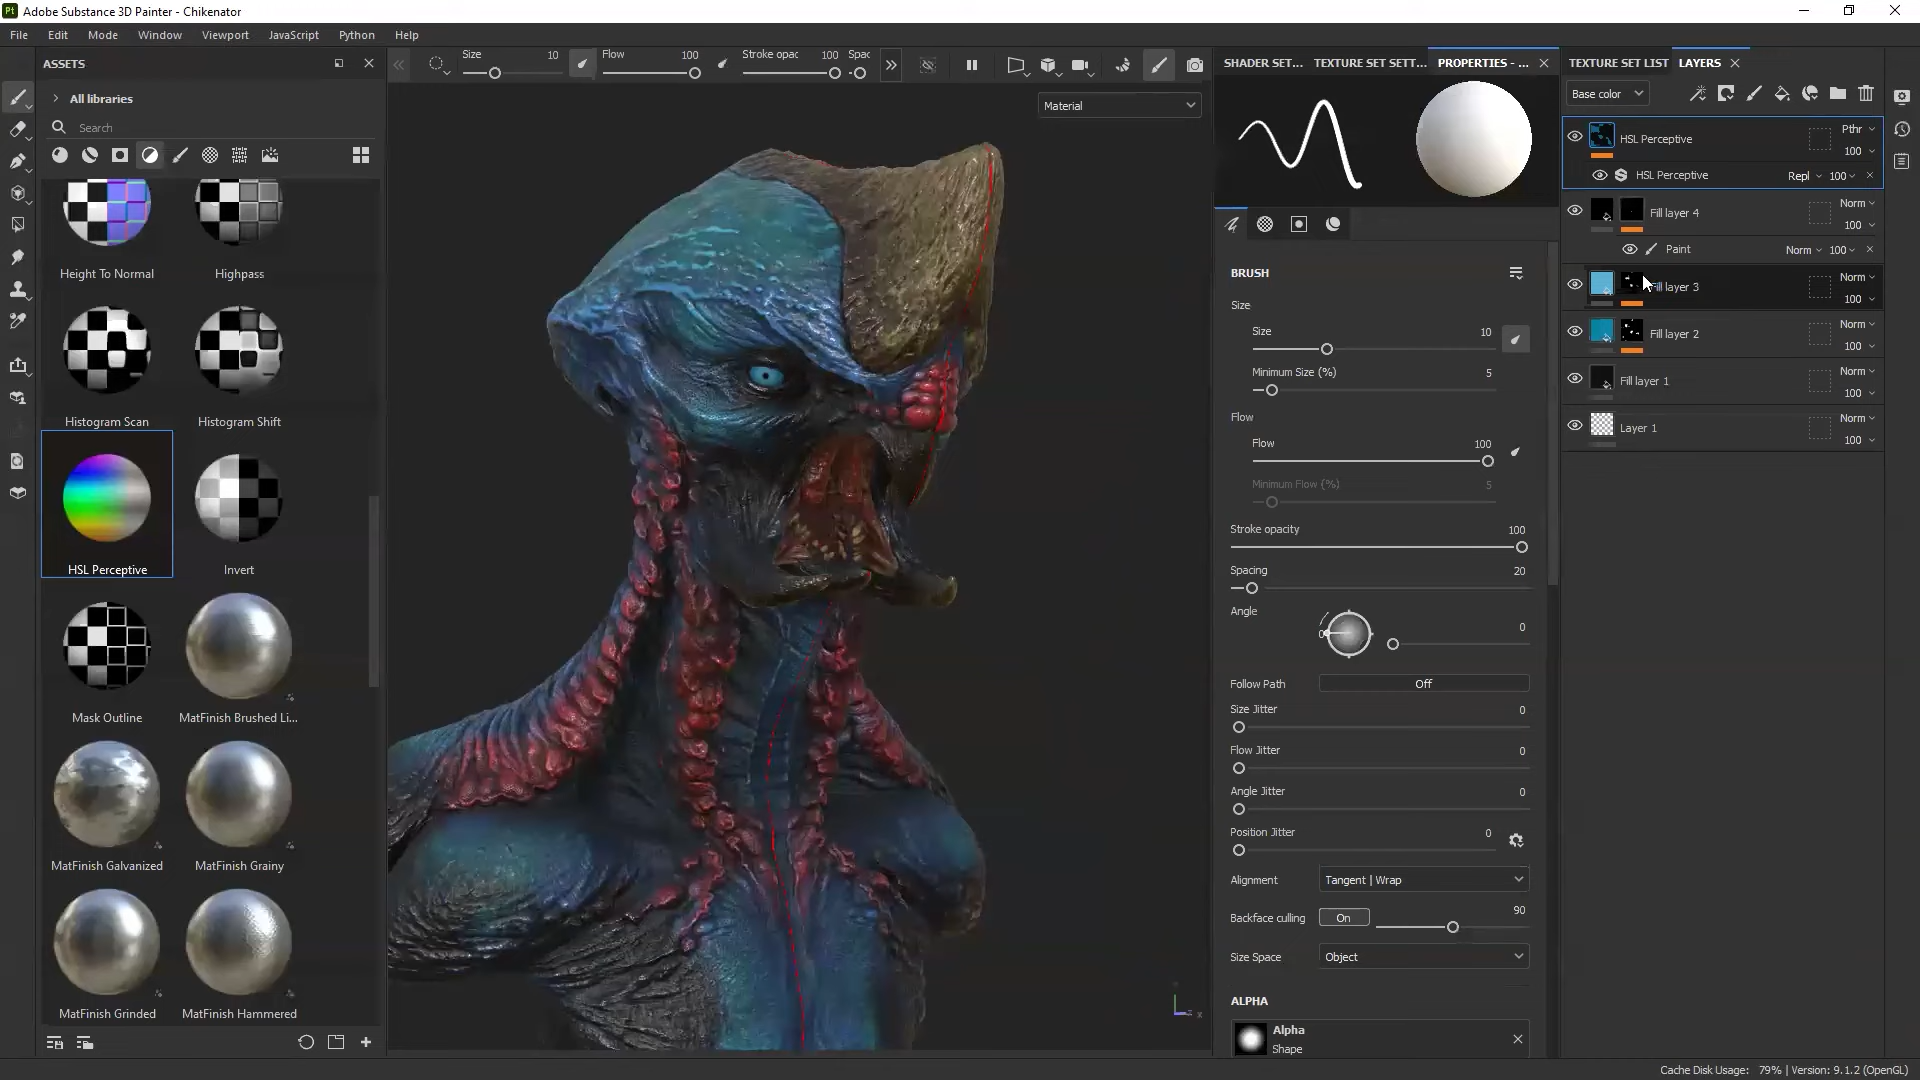 Pt Adobe Substance 3D Painter - Chikenator
File Edit Mode Window Viewport JavaScript Python Help
ASSETS
All libraries
Search
Height To Normal
Highpass
Histogram Scan
Histogram Shift
HSL Perceptive
Invert
Mask Outline
MatFinish Brushed Li...
MatFinish Galvanized
MatFinish Grainy
MatFinish Grinded
MatFinish Hammered
Size 10 Flow 100 Stroke opac 100 Spac
Material
SHADER SET... TEXTURE SET SETT... PROPERTIES - ...
BRUSH
Size
Size 10
Minimum Size (%) 5
Flow
Flow 100
Minimum Flow (%) 5
Stroke opacity 100
Spacing 20
Angle 0
0
Follow Path Off
Size Jitter 0
Flow Jitter 0
Angle Jitter 0
Position Jitter 0
Alignment Tangent | Wrap
Backface culling On 90
Size Space Object
ALPHA
Alpha
Shape
TEXTURE SET LIST LAYERS
Base color
HSL Perceptive Pthr 100
HSL Perceptive Repl 100
Fill layer 4 Norm 100
Paint Norm 100
Fill layer 3 Norm 100
Fill layer 2 Norm 100
Fill layer 1 Norm 100
Layer 1 Norm 100
Cache Disk Usage: 79% | Version: 9.1.2 (OpenGL)